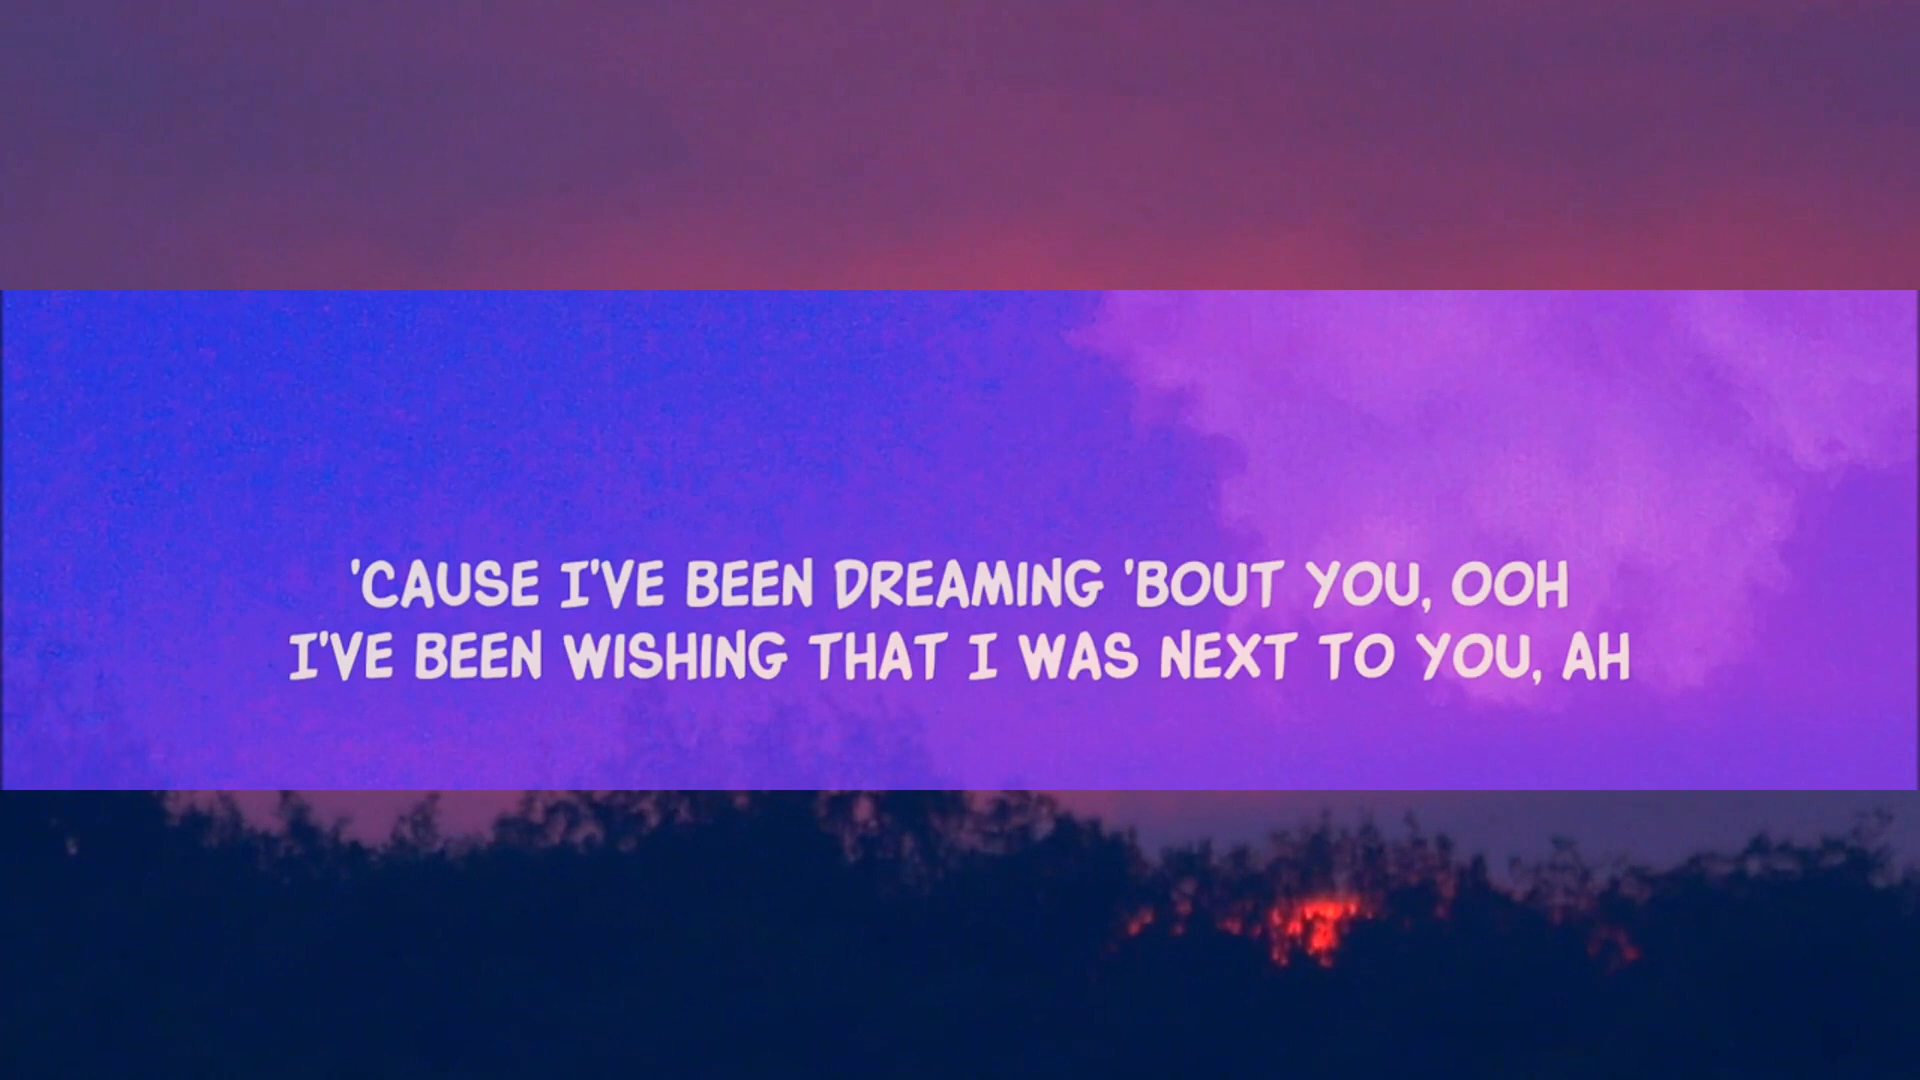 'CAUSE I'VE BEEN DREAMING 'BOUT YOU, OOH
I'VE BEEN WISHING THAT I WAS NEXT TO YOU, AH